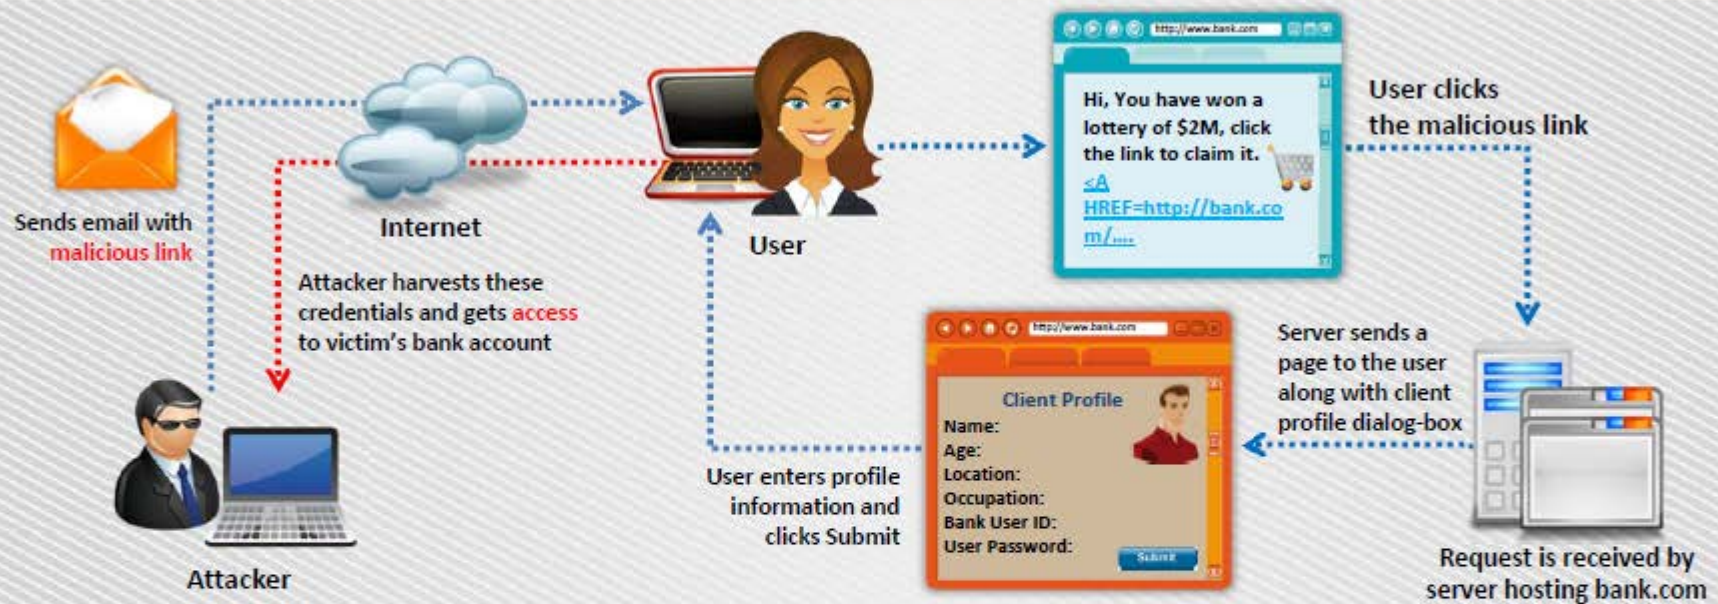 Sends email with
malicious link
Internet
Attacker harvests these
credentials and gets access
to victim's bank account
Attacker
User
http://www.bank.com
Hi, You have won a
lottery of $2M, click
the link to claim it.
<A
HREF=http://bank.co
m/....
User clicks
the malicious link
Request is received by
server hosting bank.com
Server sends a
page to the user
along with client
profile dialog-box
http://www.bank.com
Client Profile
Name:
Age:
Location:
Occupation:
Bank User ID:
User Password:
Submit
User enters profile
information and
clicks Submit